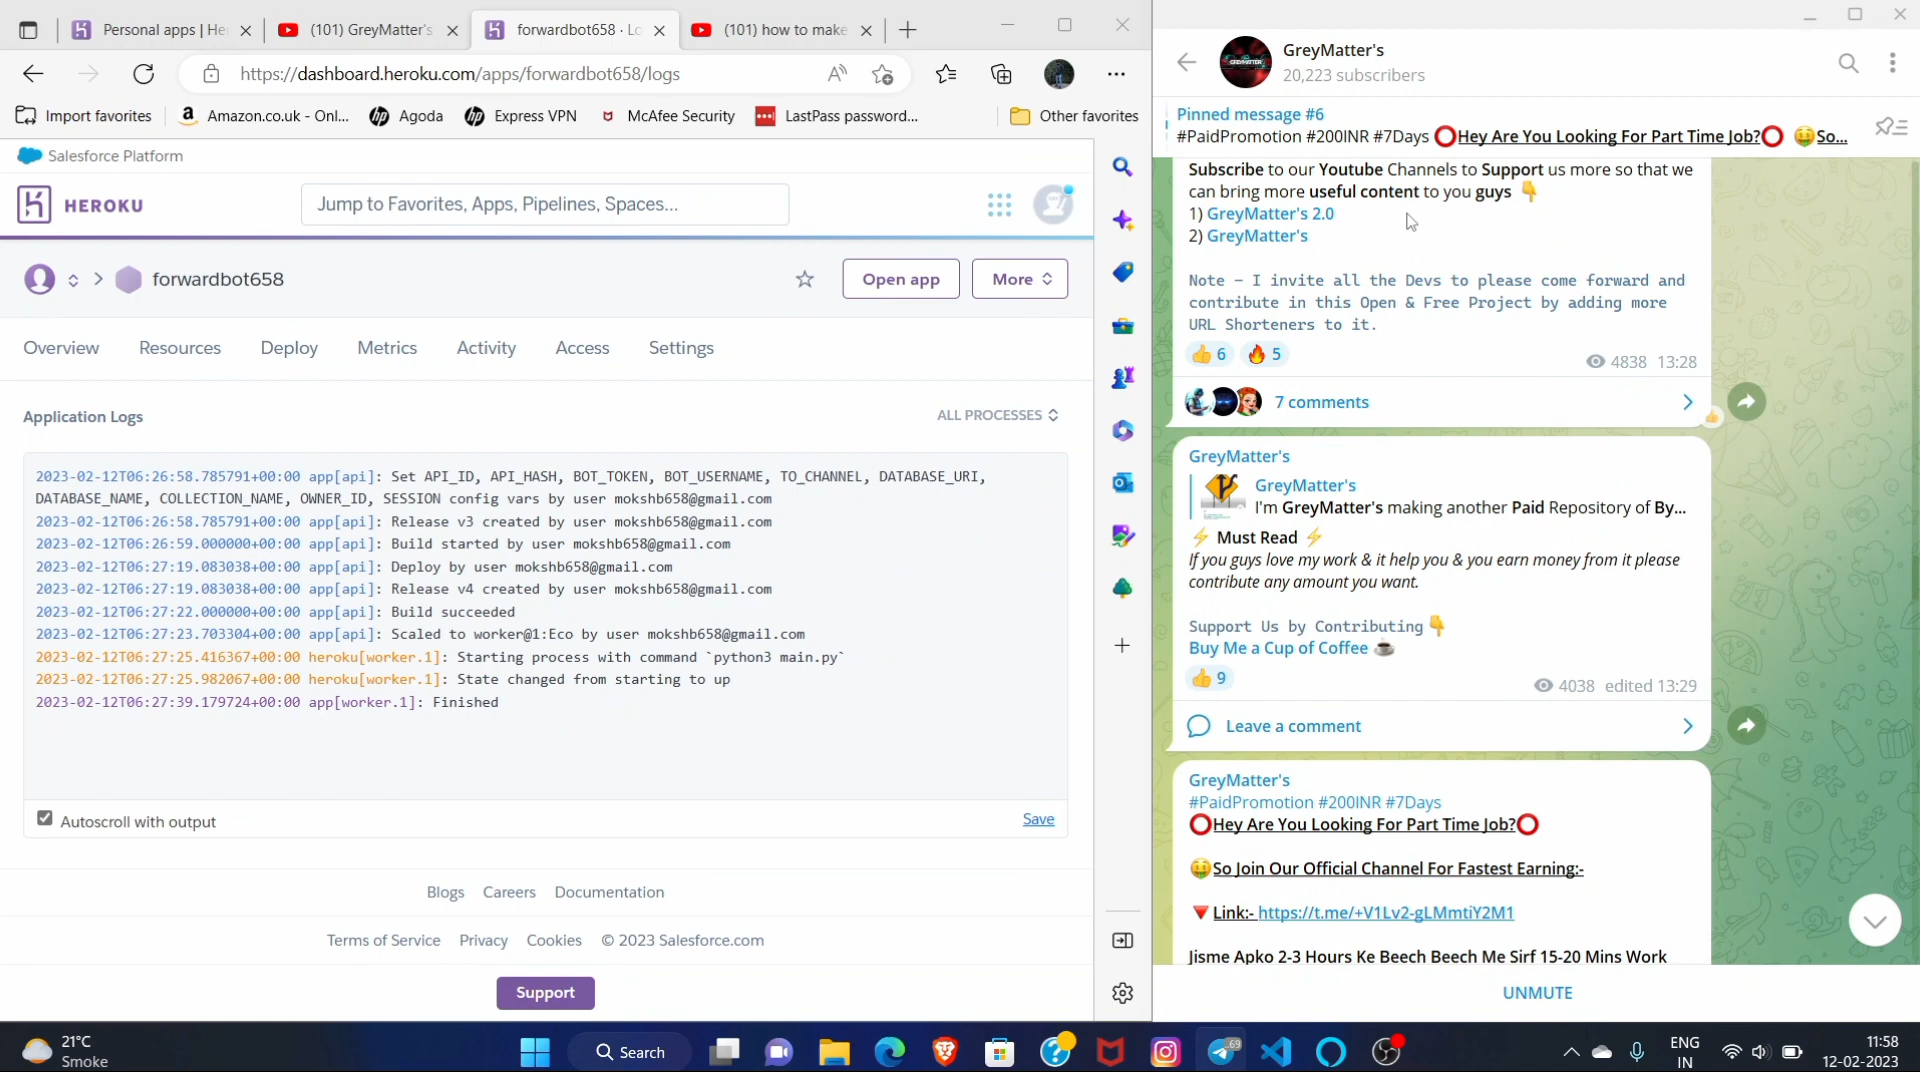 Personal apps | He
(101) GreyMatter's
forwardbot658 · Lo
(101) how to make
https://dashboard.heroku.com/apps/forwardbot658/logs
Import favorites
Amazon.co.uk - Onl...
Agoda
Express VPN
McAfee Security
LastPass password...
Other favorites
Salesforce Platform
HEROKU
Jump to Favorites, Apps, Pipelines, Spaces...
forwardbot658
Open app
More
Overview
Resources
Deploy
Metrics
Activity
Access
Settings
Application Logs
ALL PROCESSES
2023-02-12T06:26:58.785791+00:00 app[api]: Set API_ID, API_HASH, BOT_TOKEN, BOT_USERNAME, TO_CHANNEL, DATABASE_URI,
DATABASE_NAME, COLLECTION_NAME, OWNER_ID, SESSION config vars by user mokshb658@gmail.com
2023-02-12T06:26:58.785791+00:00 app[api]: Release v3 created by user mokshb658@gmail.com
2023-02-12T06:26:59.000000+00:00 app[api]: Build started by user mokshb658@gmail.com
2023-02-12T06:27:19.083038+00:00 app[api]: Deploy by user mokshb658@gmail.com
2023-02-12T06:27:19.083038+00:00 app[api]: Release v4 created by user mokshb658@gmail.com
2023-02-12T06:27:22.000000+00:00 app[api]: Build succeeded
2023-02-12T06:27:23.703304+00:00 app[api]: Scaled to worker@1:Eco by user mokshb658@gmail.com
2023-02-12T06:27:25.416367+00:00 heroku[worker.1]: Starting process with command `python3 main.py`
2023-02-12T06:27:25.982067+00:00 heroku[worker.1]: State changed from starting to up
2023-02-12T06:27:39.179724+00:00 app[worker.1]: Finished
Autoscroll with output
Save
Blogs
Careers
Documentation
Terms of Service
Privacy
Cookies
© 2023 Salesforce.com
Support
GreyMatter's
20,223 subscribers
Pinned message #6
#PaidPromotion #200INR #7Days ⭕Hey Are You Looking For Part Time Job?⭕ 🤑So...
Subscribe to our Youtube Channels to Support us more so that we
can bring more useful content to you guys 👇
1) GreyMatter's 2.0
2) GreyMatter's
Note - I invite all the Devs to please come forward and
contribute in this Open & Free Project by adding more
URL Shorteners to it.
👍 6 🔥 5
4838 13:28
7 comments
GreyMatter's
GreyMatter's
I'm GreyMatter's making another Paid Repository of By...
⚡ Must Read ⚡
If you guys love my work & it help you & you earn money from it please
contribute any amount you want.
Support Us by Contributing 👇
Buy Me a Cup of Coffee ☕
👍 9
4038 edited 13:29
Leave a comment
GreyMatter's
#PaidPromotion #200INR #7Days
⭕Hey Are You Looking For Part Time Job?⭕
🤑So Join Our Official Channel For Fastest Earning:-
🔻Link:- https://t.me/+V1Lv2-gLMmtiY2M1
Jisme Apko 2-3 Hours Ke Beech Beech Me Sirf 15-20 Mins Work
UNMUTE
21°C
Smoke
Search
69
ENG
IN
11:58
12-02-2023